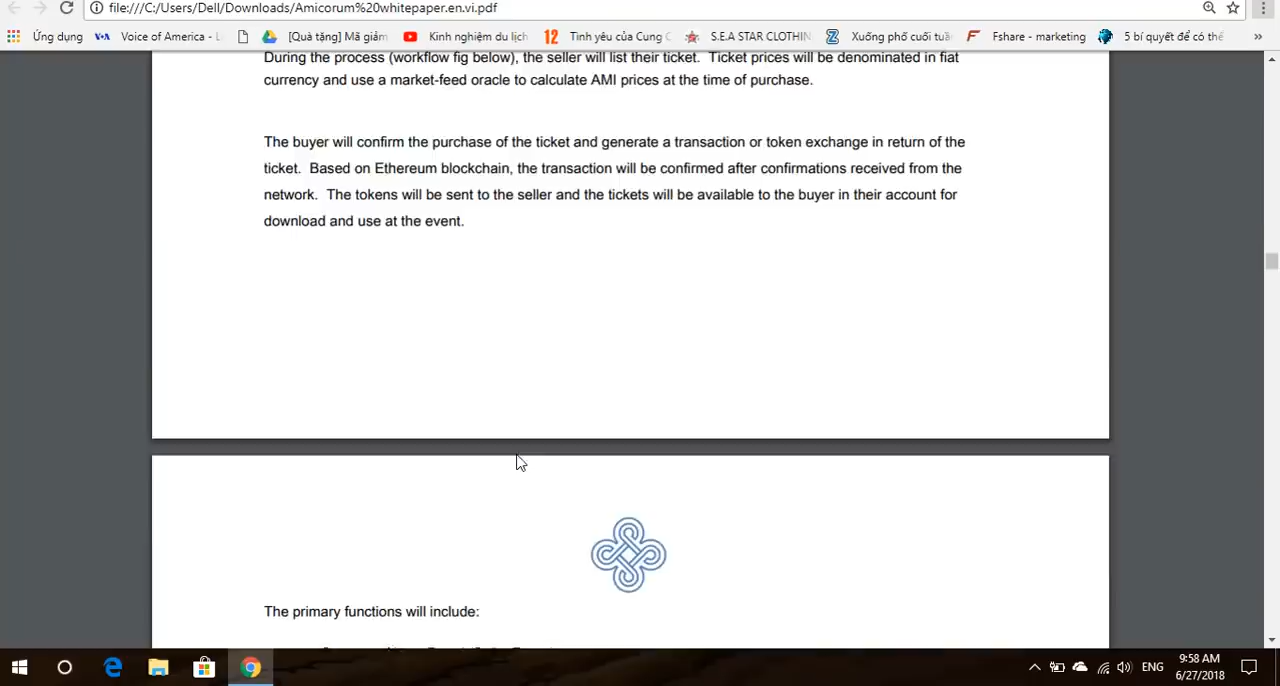 file:///C:/Users/Dell/Downloads/Amicorum%20whitepaper.en.vi.pdf
Ứng dụng
VOA Voice of America -
[Quà tặng] Mã giảm
Kinh nghiệm du lịch
12 Tinh yêu của Cung
S.E.A STAR CLOTHIN
Z Xuống phố cuối tuần
F Fshare - marketing
5 bí quyết để có thể
»
During the process (workflow fig below), the seller will list their ticket. Ticket prices will be denominated in fiat
currency and use a market-feed oracle to calculate AMI prices at the time of purchase.
The buyer will confirm the purchase of the ticket and generate a transaction or token exchange in return of the
ticket. Based on Ethereum blockchain, the transaction will be confirmed after confirmations received from the
network. The tokens will be sent to the seller and the tickets will be available to the buyer in their account for
download and use at the event.
The primary functions will include:
ENG
9:58 AM
6/27/2018